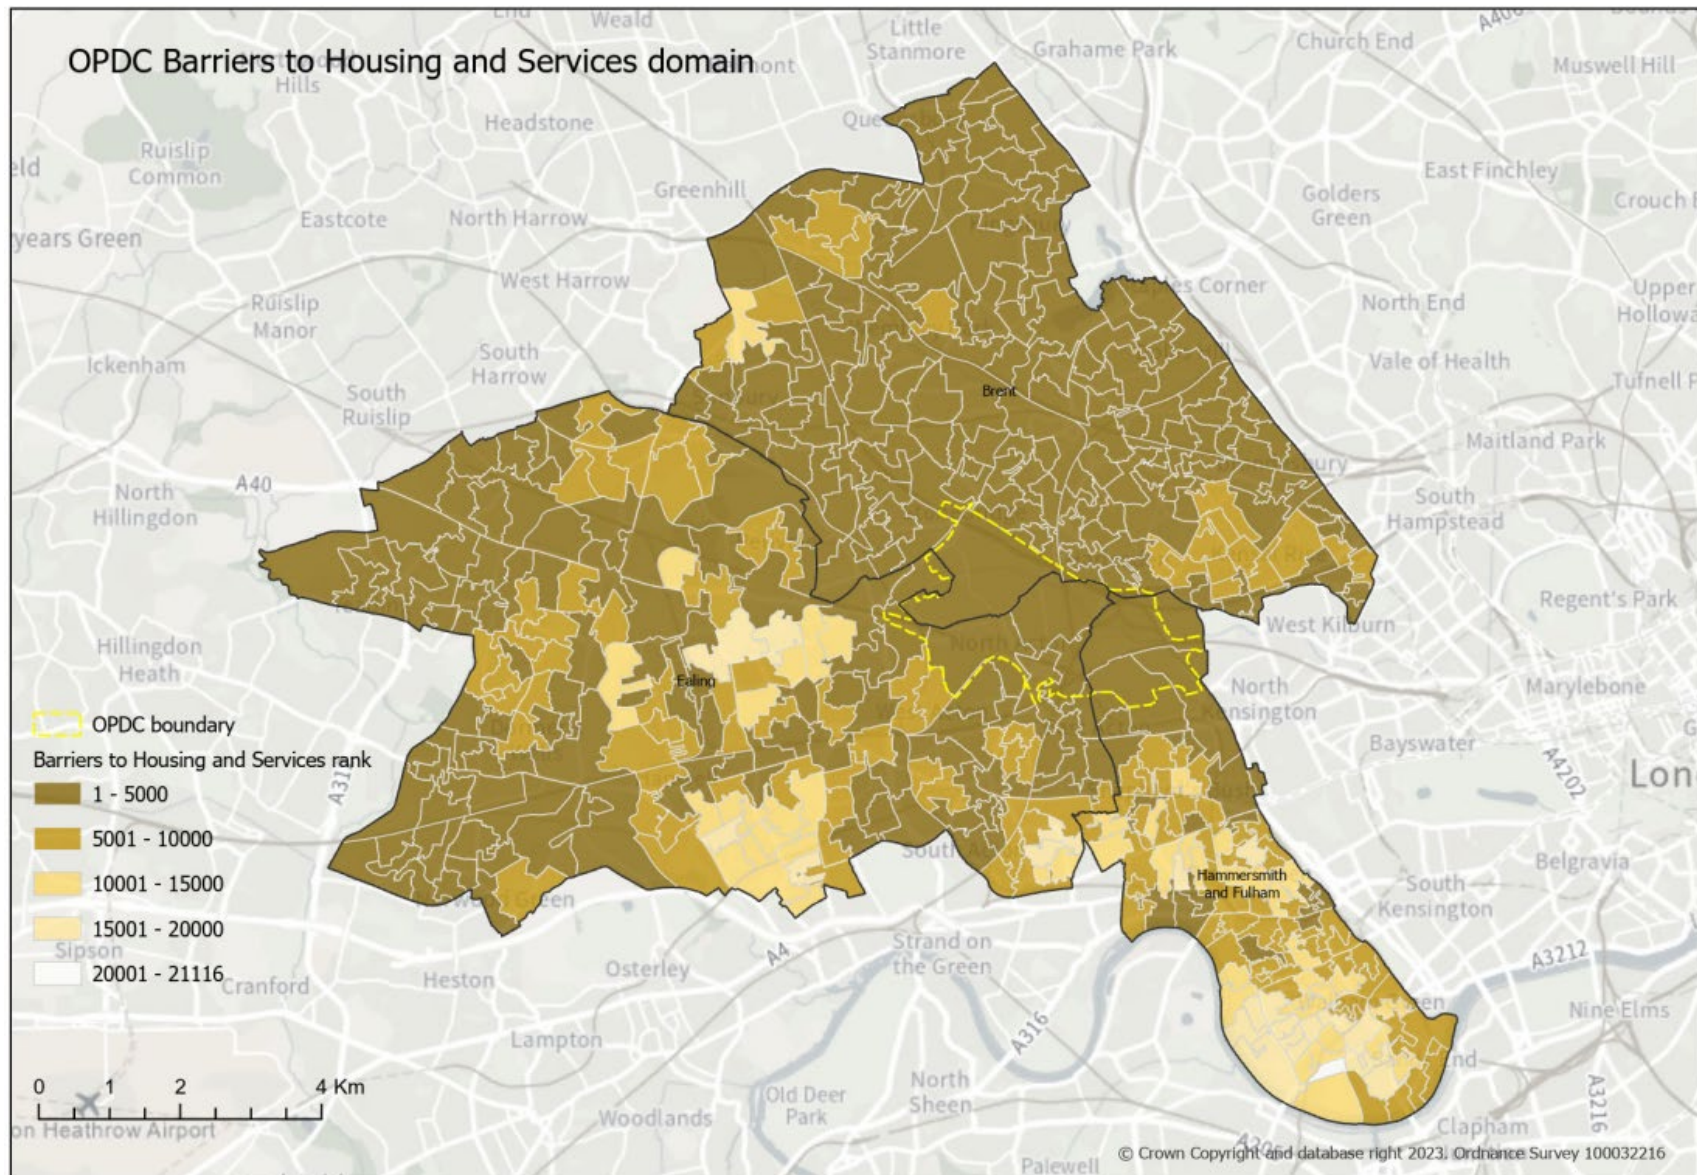 OPDC Barriers to Housing and Services domain
Weald
Little
Stanmore
Grahame Park
Church End
Muswell Hill
Hills
Headstone
Ruislip
Common
Greenhill
East Finchley
Golders
Green
Eastcote
North Harrow
years Green
West Harrow
Corner
North End
Upper
Ruislip
Manor
Ickenham
South
Harrow
Vale of Health
South
Ruislip
Brent
Maitland Park
A40
North
Hillingdon
South
Hampstead
Regent's Park
West Kilburn
Hillingdon
Heath
Ealing
North
Kensington
Marylebone
Bayswater
A4202
OPDC boundary
Barriers to Housing and Services rank
1 - 5000
5001 - 10000
10001 - 15000
15001 - 20000
20001 - 21116
Belgravia
Hammersmith
and Fulham
South
Kensington
Sipson
Cranford
Heston
Osterley
A4
Strand on
the Green
A3212
Nine Elms
Lampton
A316
End
0 1 2 4 Km
Old Deer
Park
North
Sheen
Woodlands
Clapham
A3216
on Heathrow Airport
Palewell
© Crown Copyright and database right 2023. Ordnance Survey 100032216